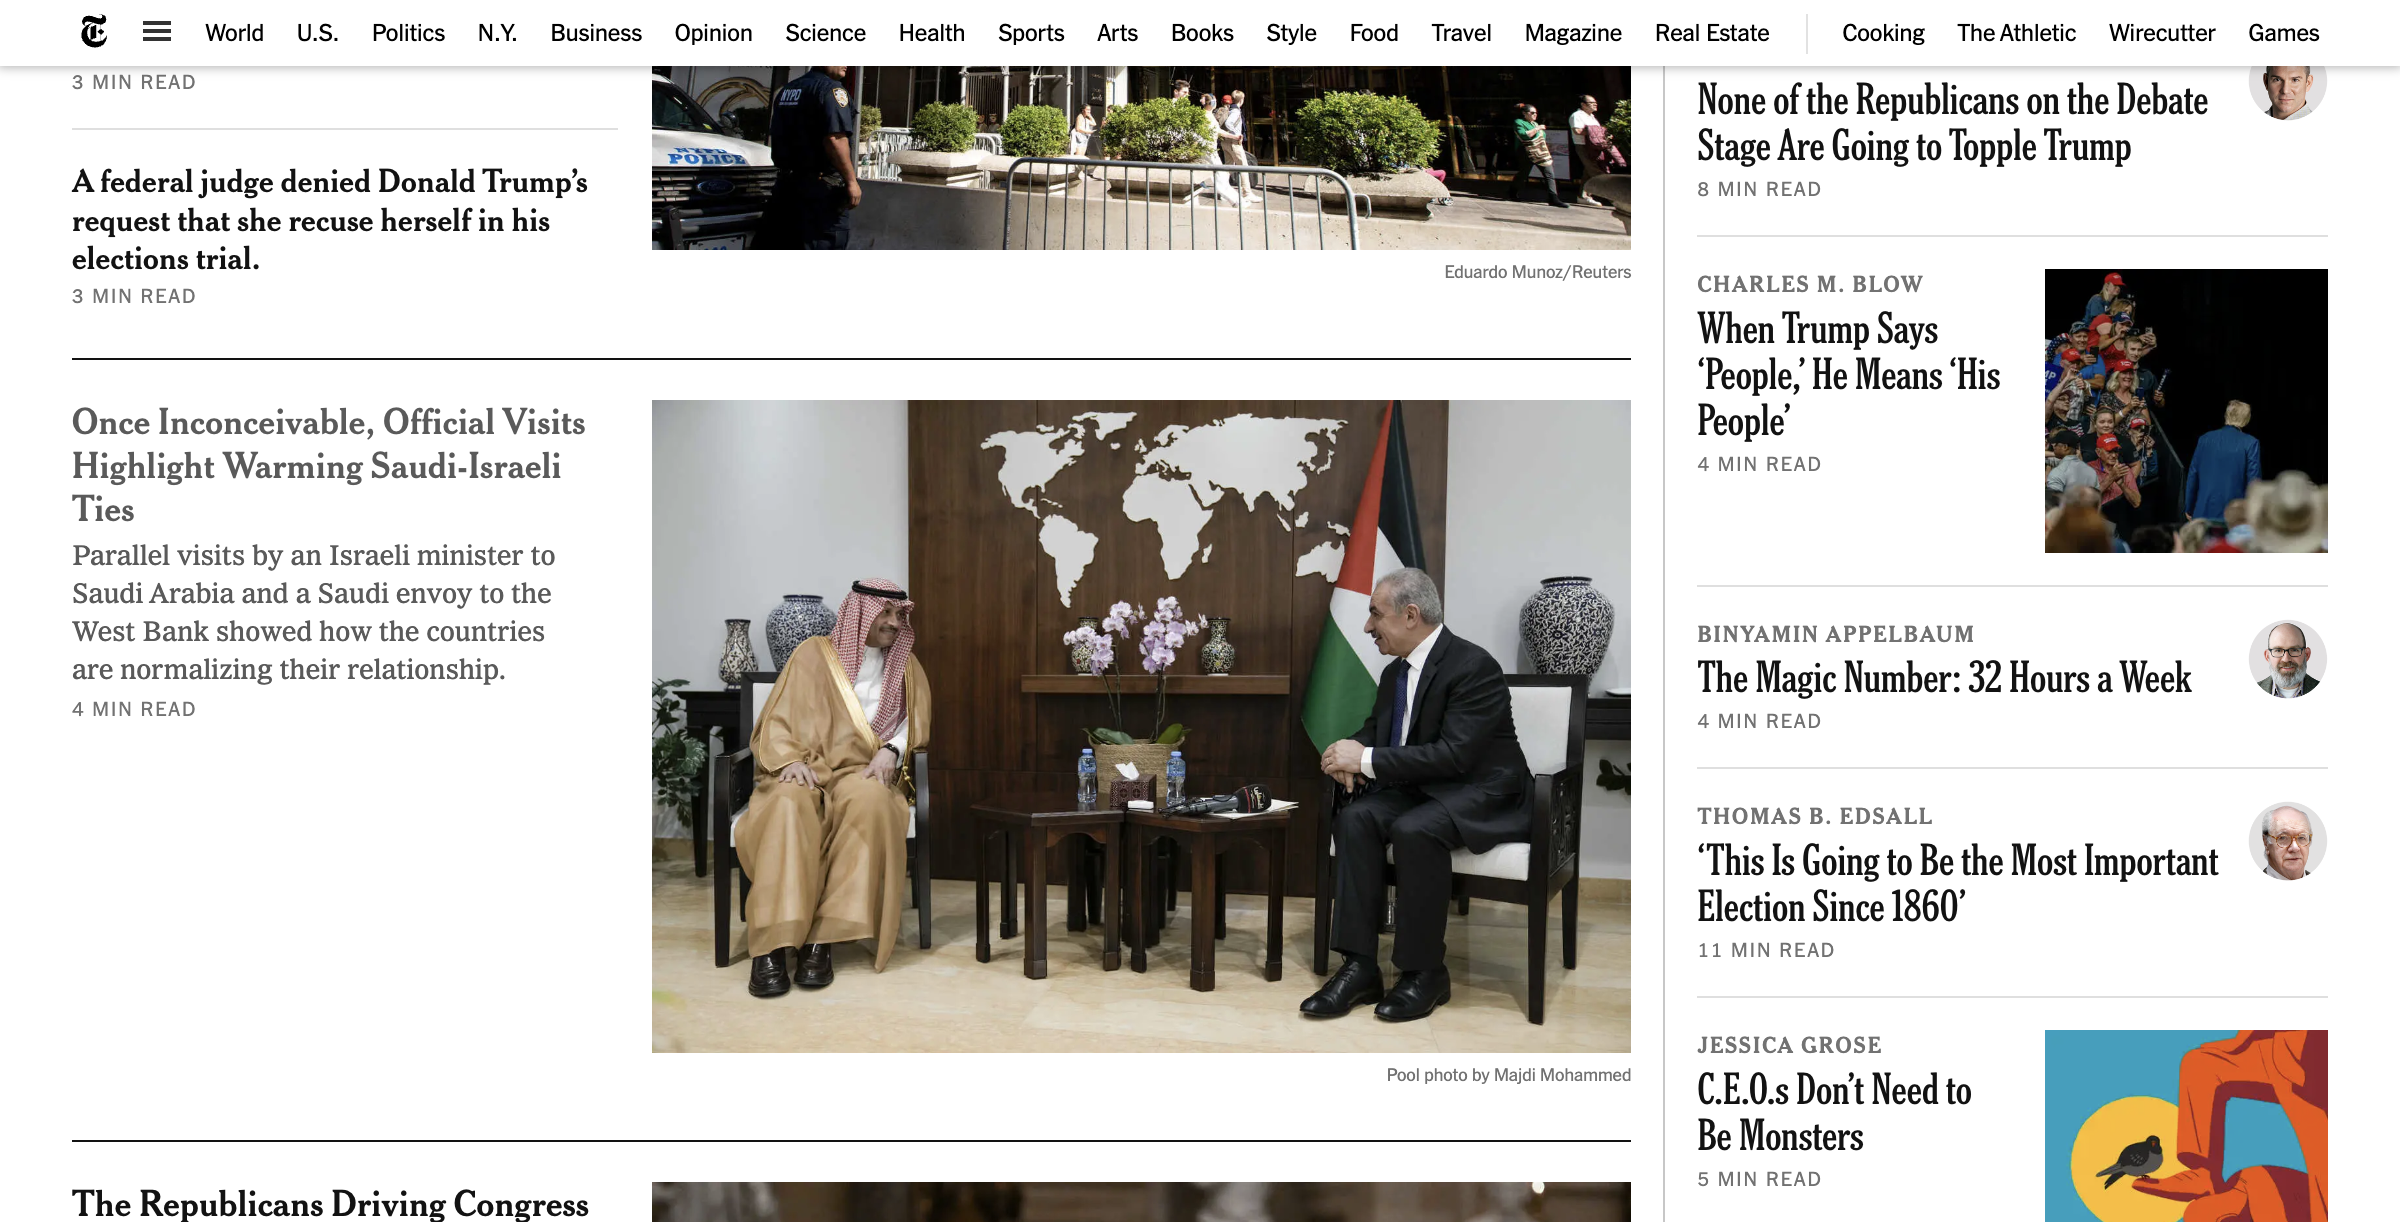 World U.S. Politics N.Y. Business Opinion Science Health Sports Arts Books Style Food Travel Magazine Real Estate Cooking The Athletic Wirecutter Games
3 MIN READ
A federal judge denied Donald Trump’s
request that she recuse herself in his
elections trial.
3 MIN READ
NYPD
NYPD
POLICE
Eduardo Munoz/Reuters
Once Inconceivable, Official Visits
Highlight Warming Saudi-Israeli
Ties
Parallel visits by an Israeli minister to
Saudi Arabia and a Saudi envoy to the
West Bank showed how the countries
are normalizing their relationship.
4 MIN READ
Pool photo by Majdi Mohammed
The Republicans Driving Congress
None of the Republicans on the Debate
Stage Are Going to Topple Trump
8 MIN READ
CHARLES M. BLOW
When Trump Says
‘People,’ He Means ‘His
People’
4 MIN READ
BINYAMIN APPELBAUM
The Magic Number: 32 Hours a Week
4 MIN READ
THOMAS B. EDSALL
‘This Is Going to Be the Most Important
Election Since 1860’
11 MIN READ
JESSICA GROSE
C.E.O.s Don’t Need to
Be Monsters
5 MIN READ